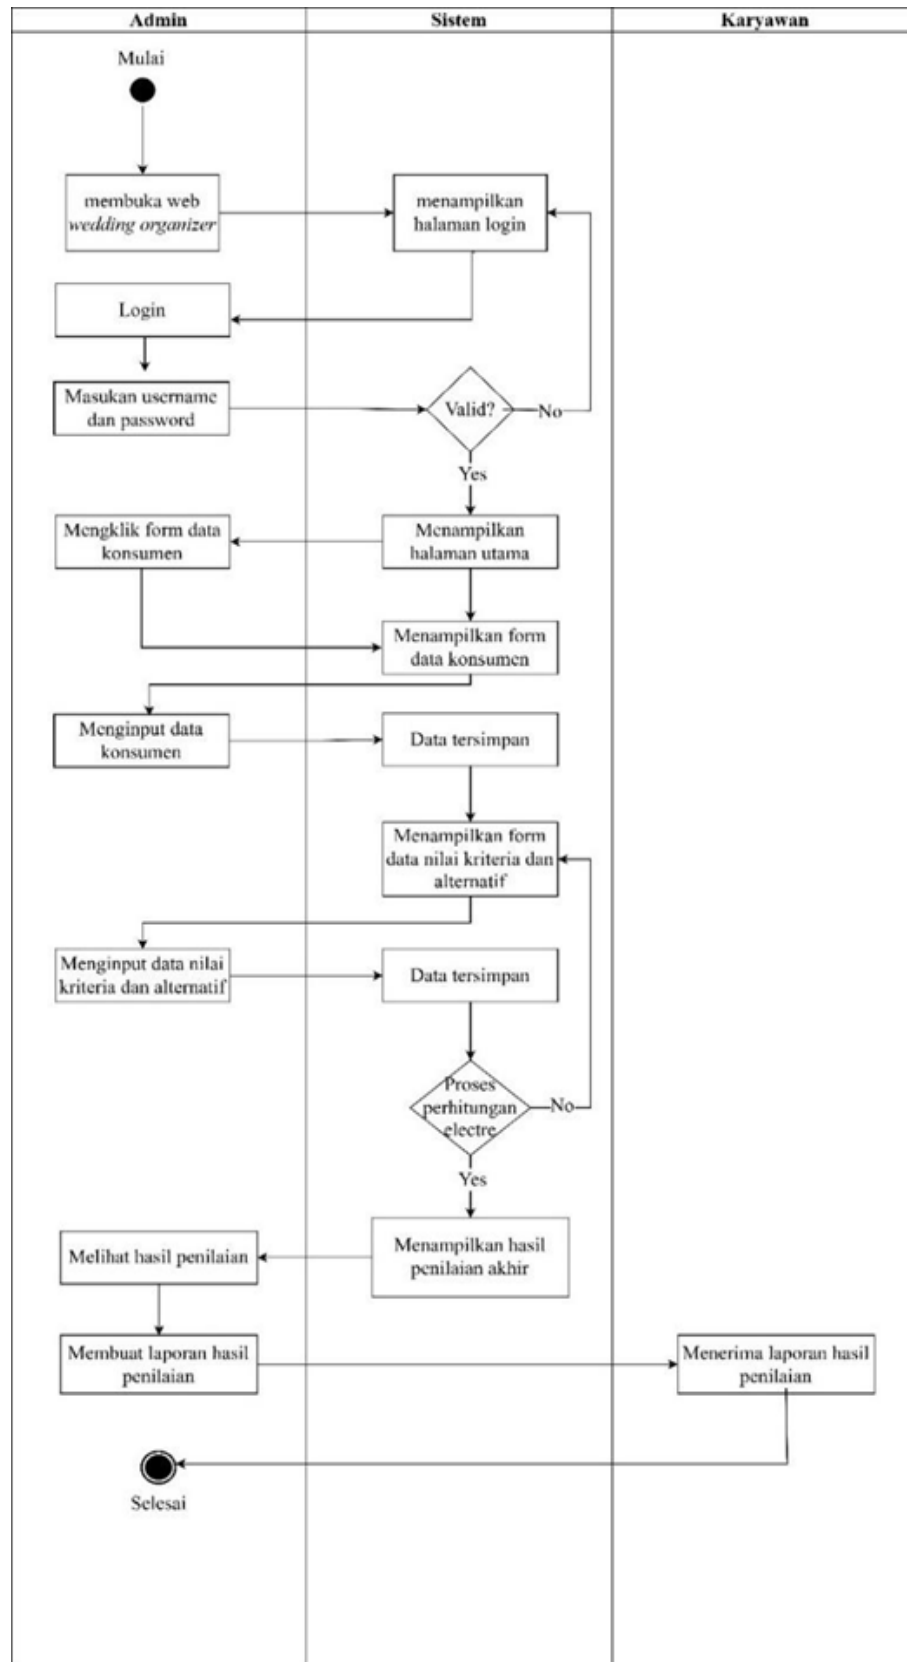 Admin
Sistem
Karyawan
Mulai
membuka web
wedding organizer
menampilkan
halaman login
Login
Masukan username
dan password
Valid?
No
Yes
Mengklik form data
konsumen
Menampilkan
halaman utama
Menampilkan form
data konsumen
Menginput data
konsumen
Data tersimpan
Menampilkan form
data nilai kriteria dan
alternatif
Menginput data nilai
kriteria dan alternatif
Data tersimpan
Proses
perhitungan
electre
No
Yes
Melihat hasil penilaian
Menampilkan hasil
penilaian akhir
Membuat laporan hasil
penilaian
Menerima laporan hasil
penilaian
Selesai